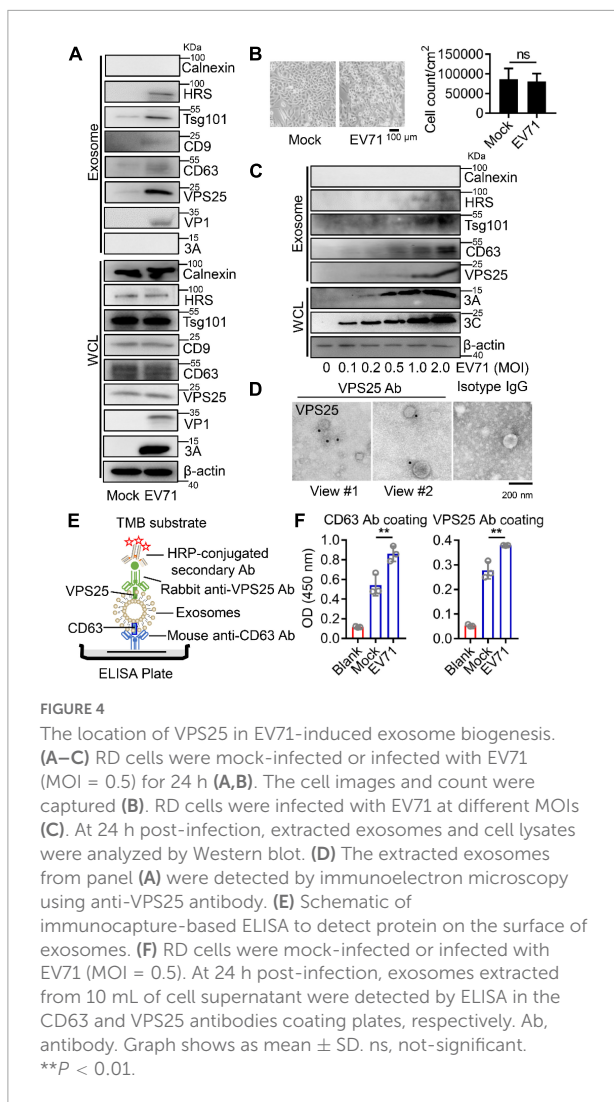 A
KDa
Exosome
100
Calnexin
100
HRS
55
Tsg101
25
CD9
55
CD63
25
VPS25
35
VP1
15
3A
WCL
100
Calnexin
100
HRS
55
Tsg101
25
CD9
55
CD63
25
VPS25
35
VP1
15
3A
β-actin
40
Mock EV71
B
Mock
EV71
100 µm
Cell count/cm²
150000
100000
50000
0
ns
Mock
EV71
C
KDa
Exosome
100
Calnexin
100
HRS
55
Tsg101
55
CD63
25
VPS25
WCL
15
3A
3C
β-actin
40
0 0.1 0.2 0.5 1.0 2.0 EV71 (MOI)
D
VPS25 Ab
Isotype IgG
VPS25
View #1
View #2
200 nm
E
TMB substrate
HRP-conjugated
secondary Ab
Rabbit anti-VPS25 Ab
VPS25
Exosomes
CD63
Mouse anti-CD63 Ab
ELISA Plate
F
CD63 Ab coating
OD (450 nm)
1.0
0.8
0.6
0.4
0.2
0.0
**
Blank
Mock
EV71
VPS25 Ab coating
0.4
0.3
0.2
0.1
0.0
**
Blank
Mock
EV71
FIGURE 4
The location of VPS25 in EV71-induced exosome biogenesis.
(A–C) RD cells were mock-infected or infected with EV71
(MOI = 0.5) for 24 h (A,B). The cell images and count were
captured (B). RD cells were infected with EV71 at different MOIs
(C). At 24 h post-infection, extracted exosomes and cell lysates
were analyzed by Western blot. (D) The extracted exosomes
from panel (A) were detected by immunoelectron microscopy
using anti-VPS25 antibody. (E) Schematic of
immunocapture-based ELISA to detect protein on the surface of
exosomes. (F) RD cells were mock-infected or infected with
EV71 (MOI = 0.5). At 24 h post-infection, exosomes extracted
from 10 mL of cell supernatant were detected by ELISA in the
CD63 and VPS25 antibodies coating plates, respectively. Ab,
antibody. Graph shows as mean ± SD. ns, not-significant.
**P < 0.01.